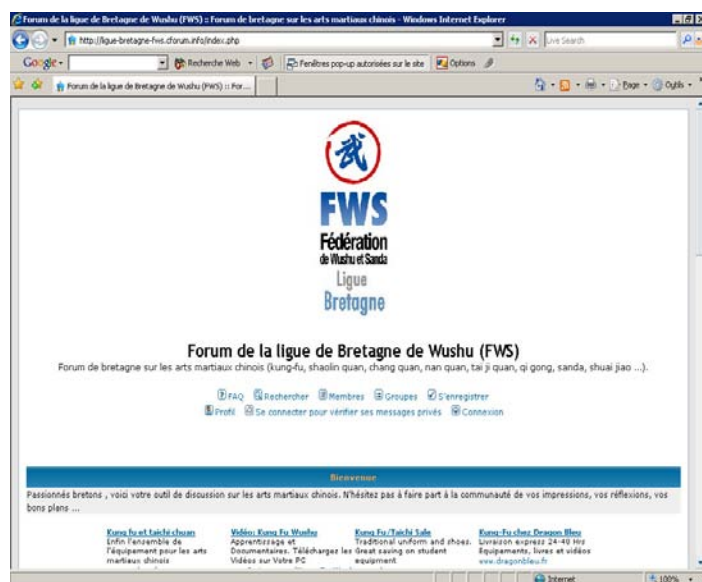 Forum de la ligue de Bretagne de Wushu (FWS) :: Forum de bretagne sur les arts martiaux chinois - Windows Internet Explorer
http://ligue-bretagne-fws.cforum.info/index.php
Live Search
Google
Recherche Web
Fenêtres pop-up autorisées sur le site
Options
Forum de la ligue de Bretagne de Wushu (FWS) :: For...
Page
Outils
武
FWS
Fédération
de Wushu et Sanda
Ligue
Bretagne
Forum de la ligue de Bretagne de Wushu (FWS)
Forum de bretagne sur les arts martiaux chinois (kung-fu, shaolin quan, chang quan, nan quan, tai ji quan, qi gong, sanda, shuai jiao ...).
FAQ Rechercher Membres Groupes S'enregistrer
Profil Se connecter pour vérifier ses messages privés Connexion
Bienvenue
Passionnés bretons , voici votre outil de discussion sur les arts martiaux chinois. N'hésitez pas à faire part à la communauté de vos impressions, vos réflexions, vos
bons plans ...
Kung fu et taichi chuan
Enfin l'ensemble de
l'équipement pour les arts
martiaux chinois
Vidéo: Kung Fu Wushu
Apprentissage et
Documentaires. Téléchargez les
Vidéos sur Votre PC
Kung Fu/Taichi Sale
Traditional uniform and shoes.
Great saving on student
equipment
Kung-Fu chez Dragon Bleu
Livraison express 24-48 Hrs
Equipements, livres et vidéos
www.dragonbleu.fr
Internet
100%